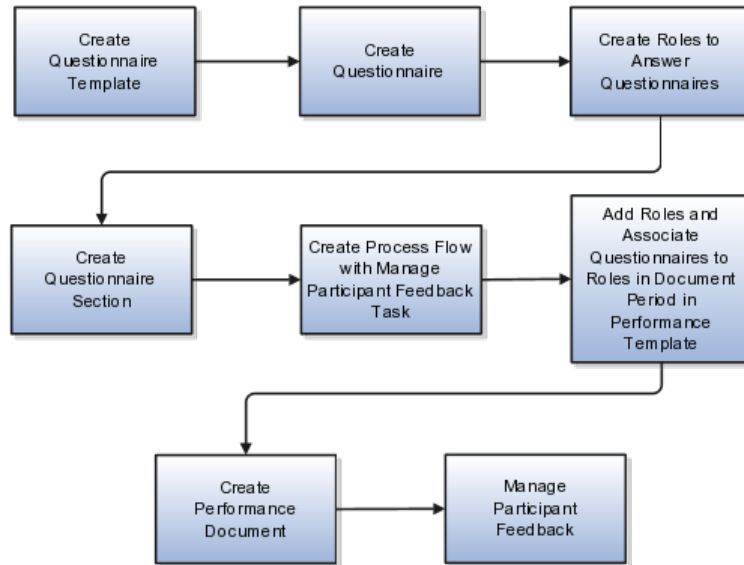 Create
Questionnaire
Template
Create
Questionnaire
Create Roles to
Answer
Questionnaires
Create
Questionnaire
Section
Create Process Flow
with Manage
Participant Feedback
Task
Add Roles and
Associate
Questionnaires to
Roles in Document
Period in
Performance
Template
Create
Performance
Document
Manage
Participant
Feedback